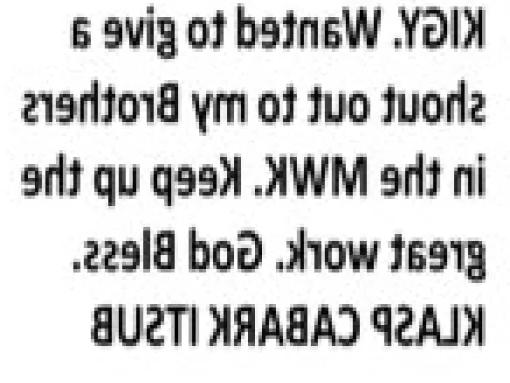 KIGY. Wanted to give a
shout out to my Brothers
in the MWK. Keep up the
great work. God Bless.
KLASP CABARK ITSUB